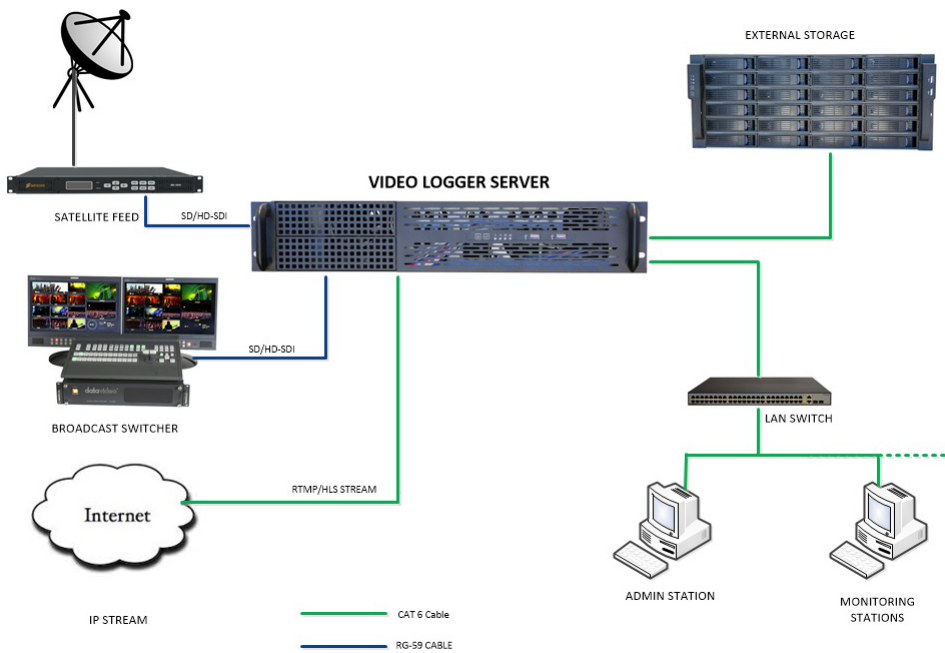 EXTERNAL STORAGE
VIDEO LOGGER SERVER
SATELLITE FEED
SD/HD-SDI
SD/HD-SDI
datavideo
BROADCAST SWITCHER
LAN SWITCH
RTMP/HLS STREAM
Internet
ADMIN STATION
MONITORING
STATIONS
IP STREAM
CAT 6 Cable
RG-59 CABLE